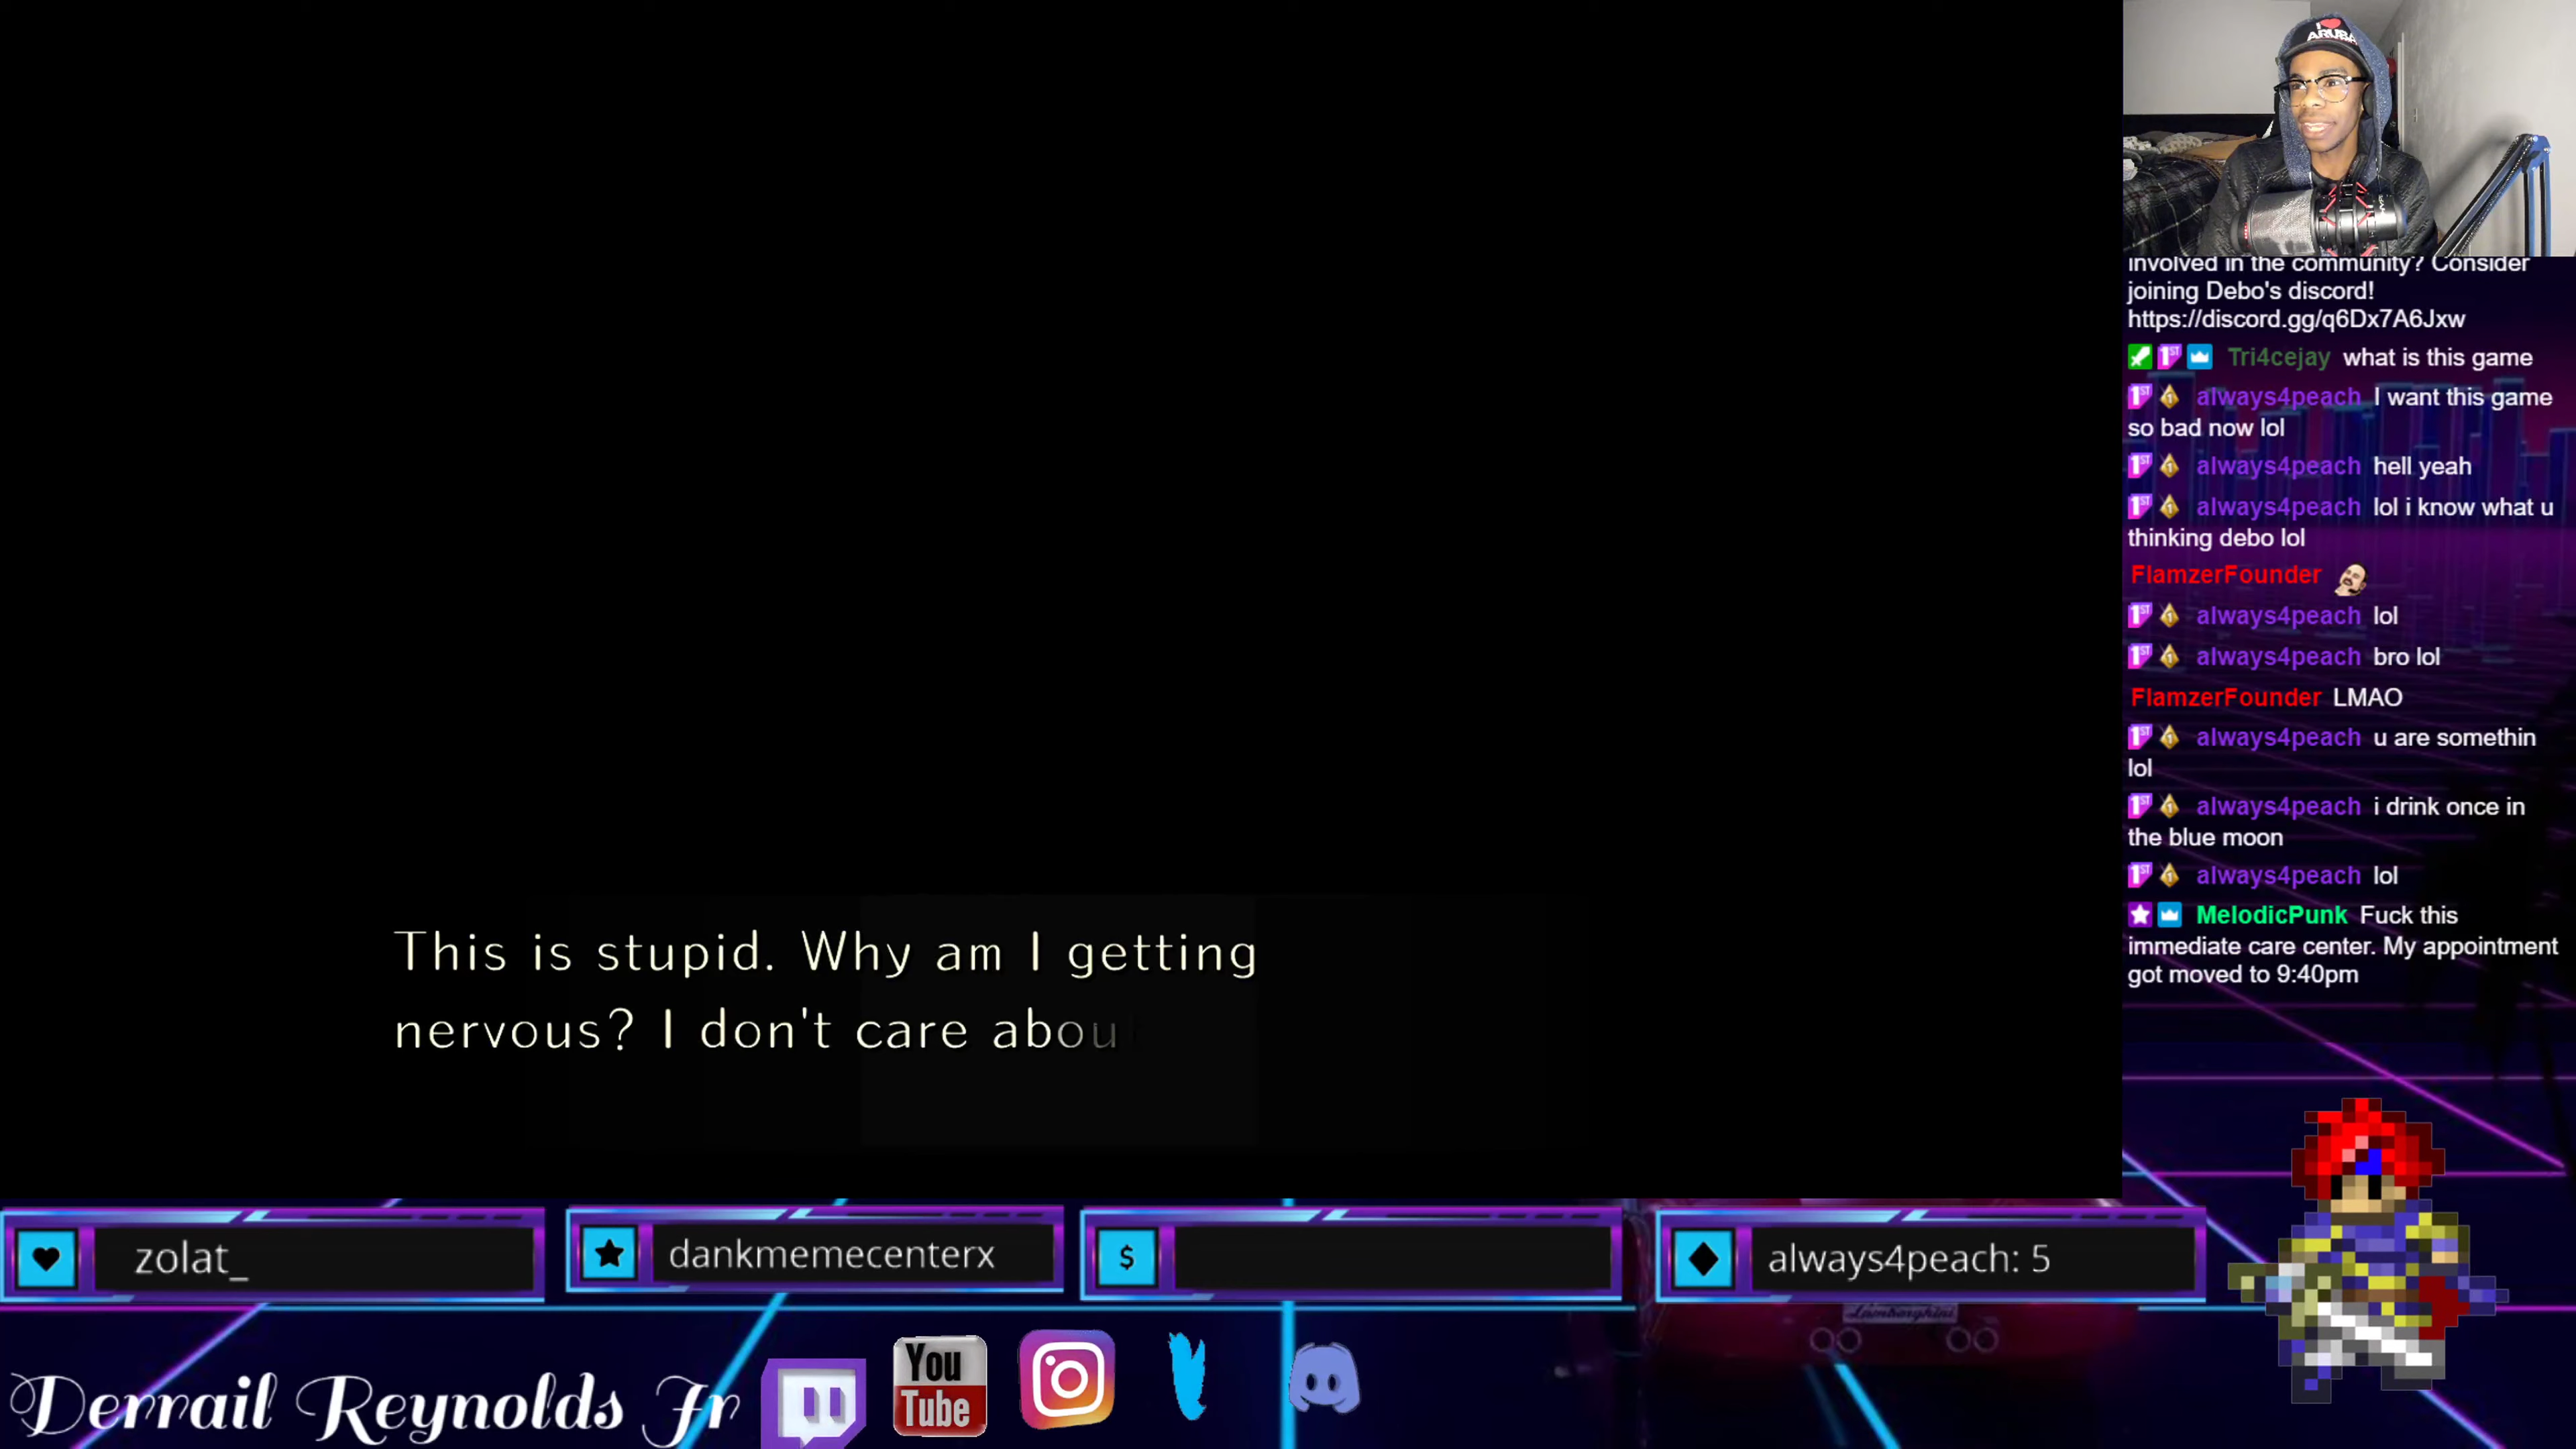 I ❤ ARUBA
involved in the community? Consider
joining Debo's discord!
https://discord.gg/q6Dx7A6Jxw
Tri4cejay what is this game
always4peach I want this game
so bad now lol
always4peach hell yeah
always4peach lol i know what u
thinking debo lol
FlamzerFounder
always4peach lol
always4peach bro lol
FlamzerFounder LMAO
always4peach u are somethin
lol
always4peach i drink once in
the blue moon
always4peach lol
MelodicPunk Fuck this
immediate care center. My appointment
got moved to 9:40pm
This is stupid. Why am I getting
nervous? I don't care abou
zolat_
dankmemecenterx
$
always4peach: 5
Lamborghini
Derrail Reynolds Jr
You
Tube